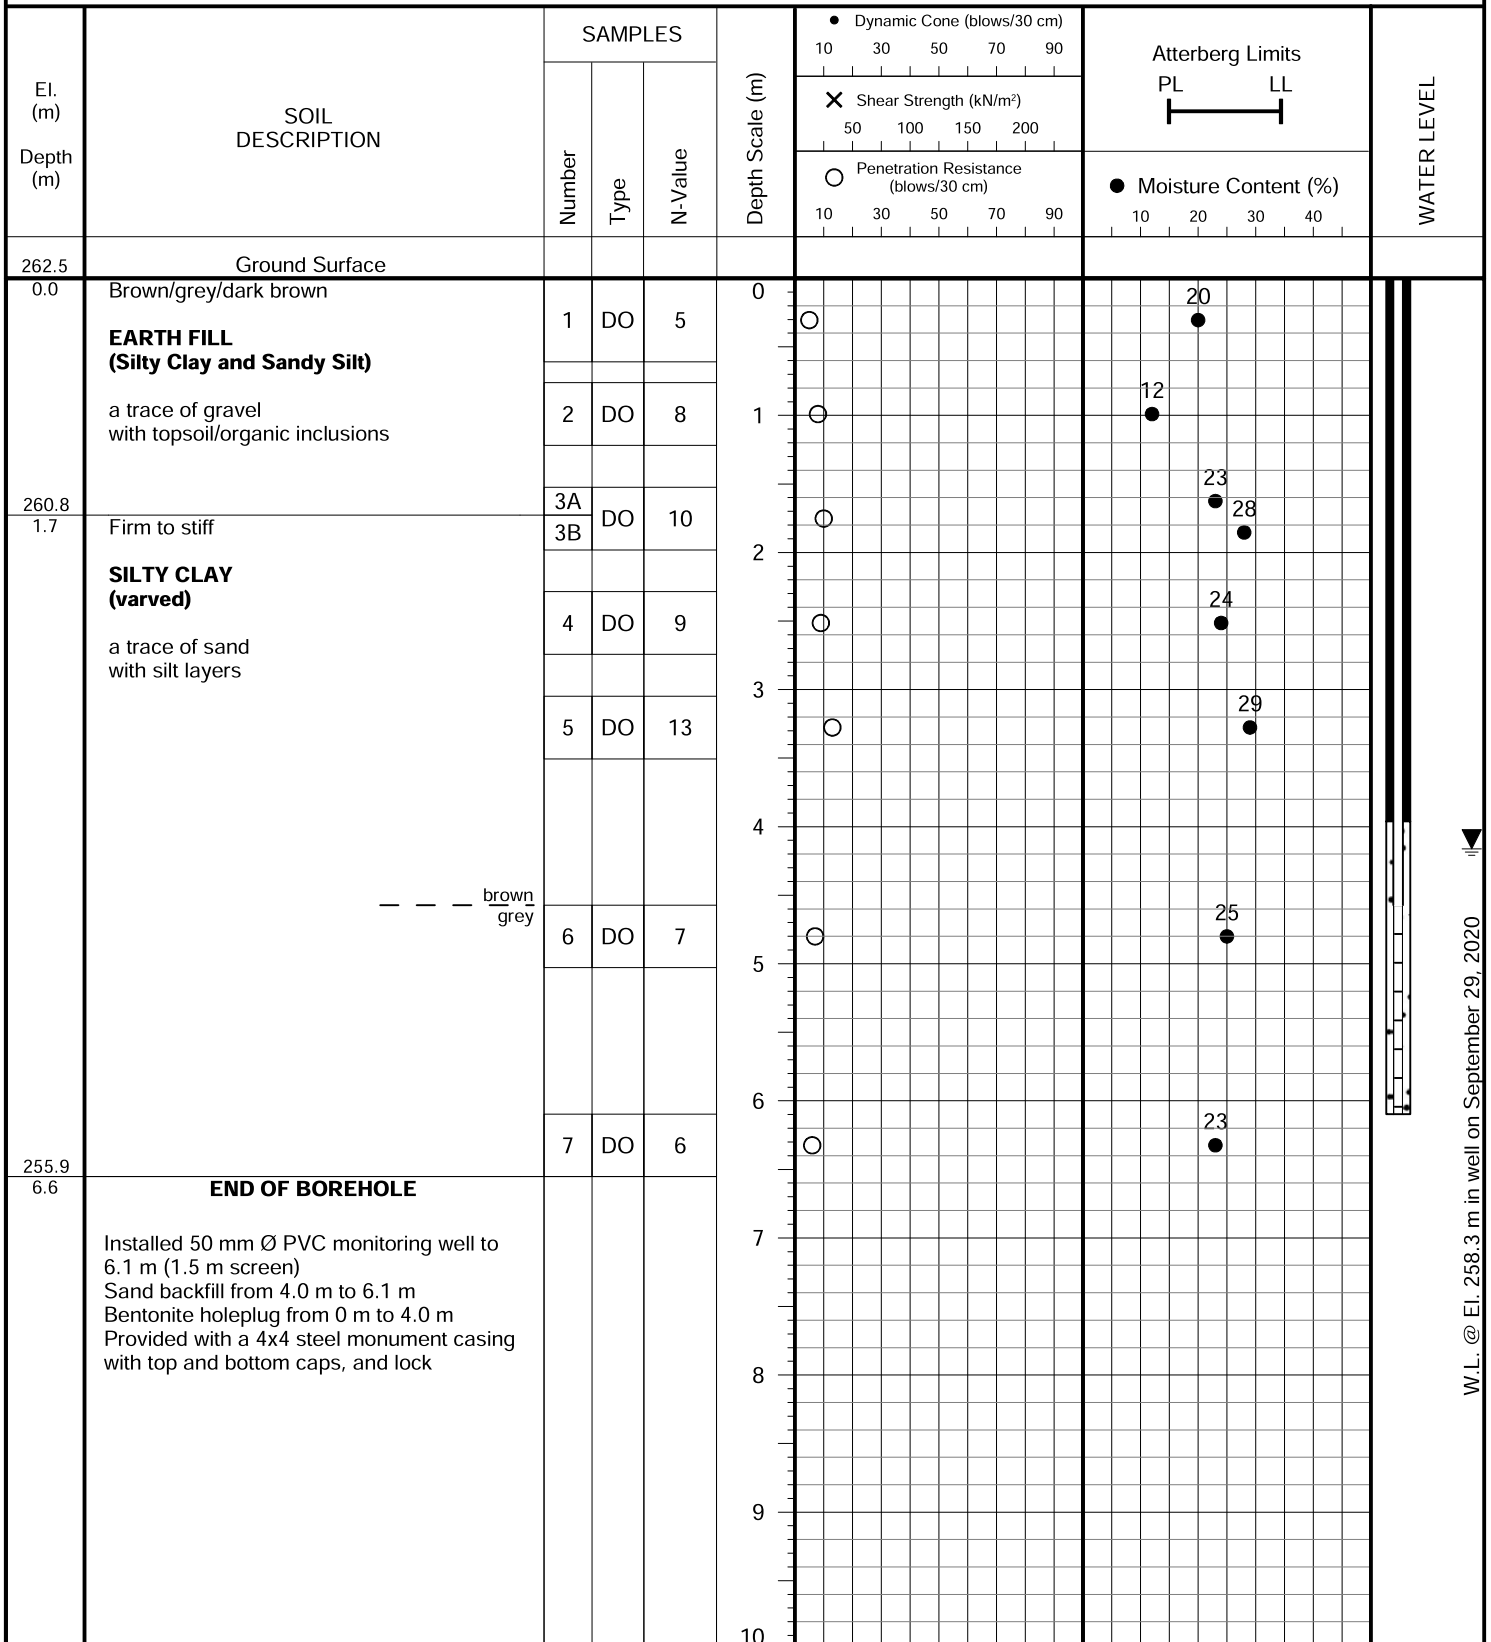 El.
(m)
Depth
(m)
SOIL
DESCRIPTION
SAMPLES
Number
Type
N-Value
Depth Scale (m)
Dynamic Cone (blows/30 cm)
10 30 50 70 90
Shear Strength (kN/m²)
50 100 150 200
Penetration Resistance
(blows/30 cm)
10 30 50 70 90
Atterberg Limits
PL LL
Moisture Content (%)
10 20 30 40
WATER LEVEL
262.5 Ground Surface
0.0 Brown/grey/dark brown
EARTH FILL
(Silty Clay and Sandy Silt)
a trace of gravel
with topsoil/organic inclusions
260.8
1.7 Firm to stiff
SILTY CLAY
(varved)
a trace of sand
with silt layers
brown
grey
255.9
6.6 END OF BOREHOLE
Installed 50 mm Ø PVC monitoring well to
6.1 m (1.5 m screen)
Sand backfill from 4.0 m to 6.1 m
Bentonite holeplug from 0 m to 4.0 m
Provided with a 4x4 steel monument casing
with top and bottom caps, and lock
1 DO 5
2 DO 8
3A
3B DO 10
4 DO 9
5 DO 13
6 DO 7
7 DO 6
0
1
2
3
4
5
6
7
8
9
10
20
12
23
28
24
29
25
23
W.L. @ El. 258.3 m in well on September 29, 2020